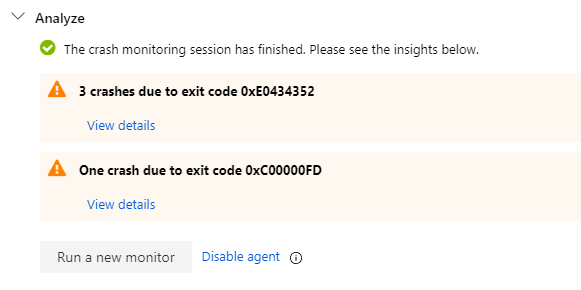 Analyze
The crash monitoring session has finished. Please see the insights below.
3 crashes due to exit code 0xE0434352
View details
One crash due to exit code 0xC00000FD
View details
Run a new monitor
Disable agent